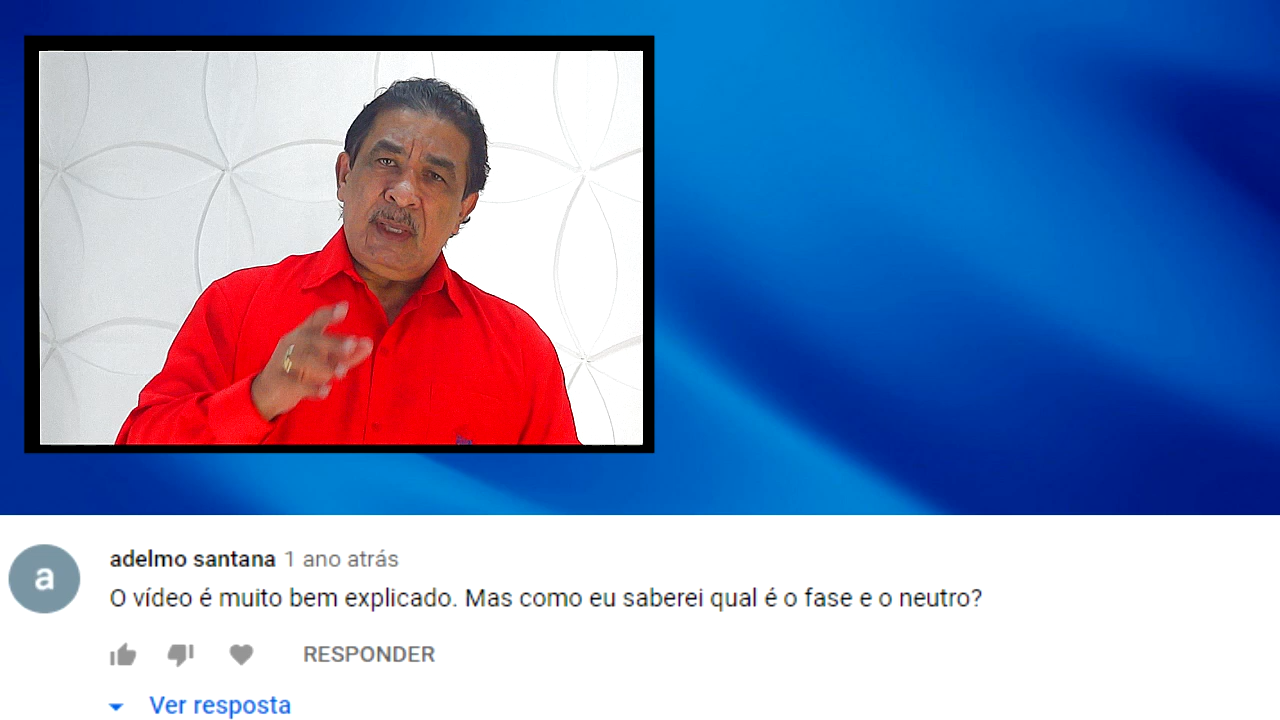 a
adelmo santana 1 ano atrás
O vídeo é muito bem explicado. Mas como eu saberei qual é o fase e o neutro?
RESPONDER
Ver resposta